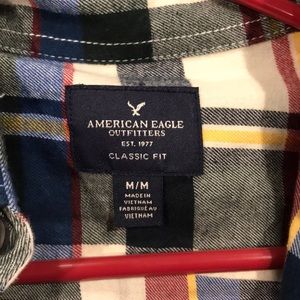 AMERICAN EAGLE
OUTFITTERS
EST. 1977
CLASSIC FIT
M/M
MADE IN
VIETNAM
FABRIQUÉ AU
VIETNAM